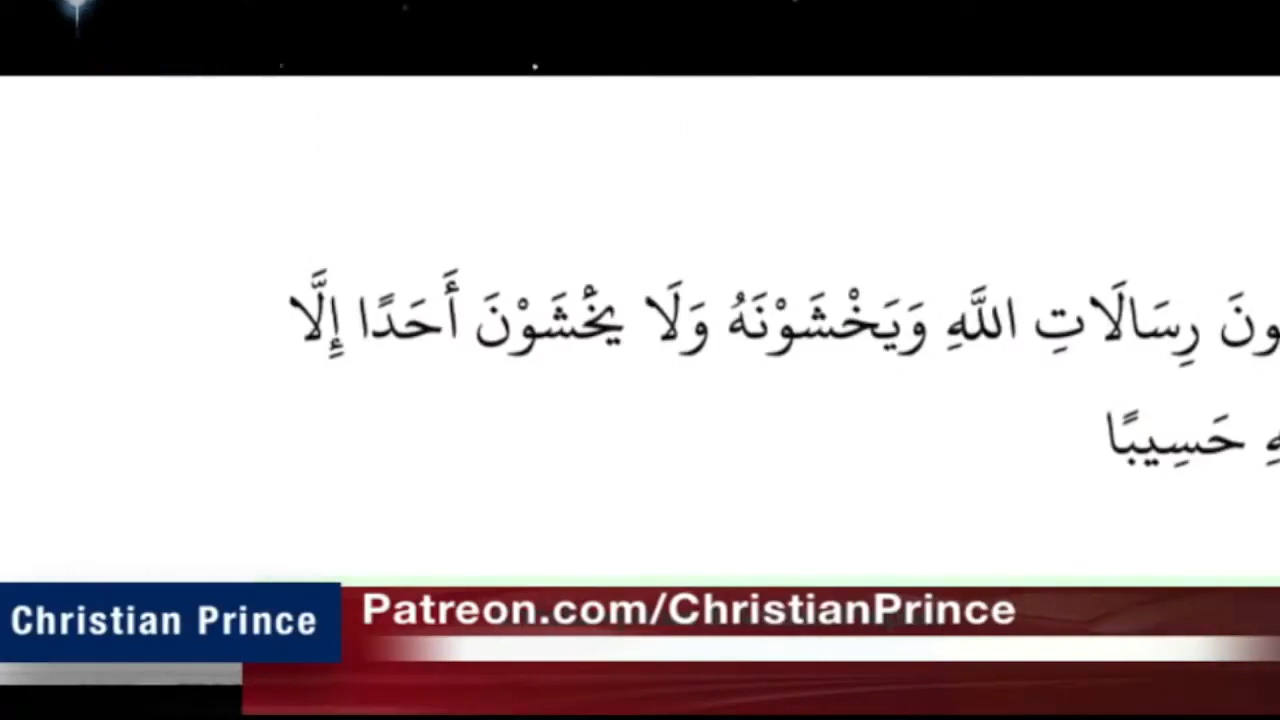 ونَ رِسَالَاتِ اللَّهِ وَيَخْشَوْنَهُ وَلَا يَخْشَوْنَ أَحَدًا إِلَّا
هِ حَسِيبًا
Christian Prince
Patreon.com/ChristianPrince